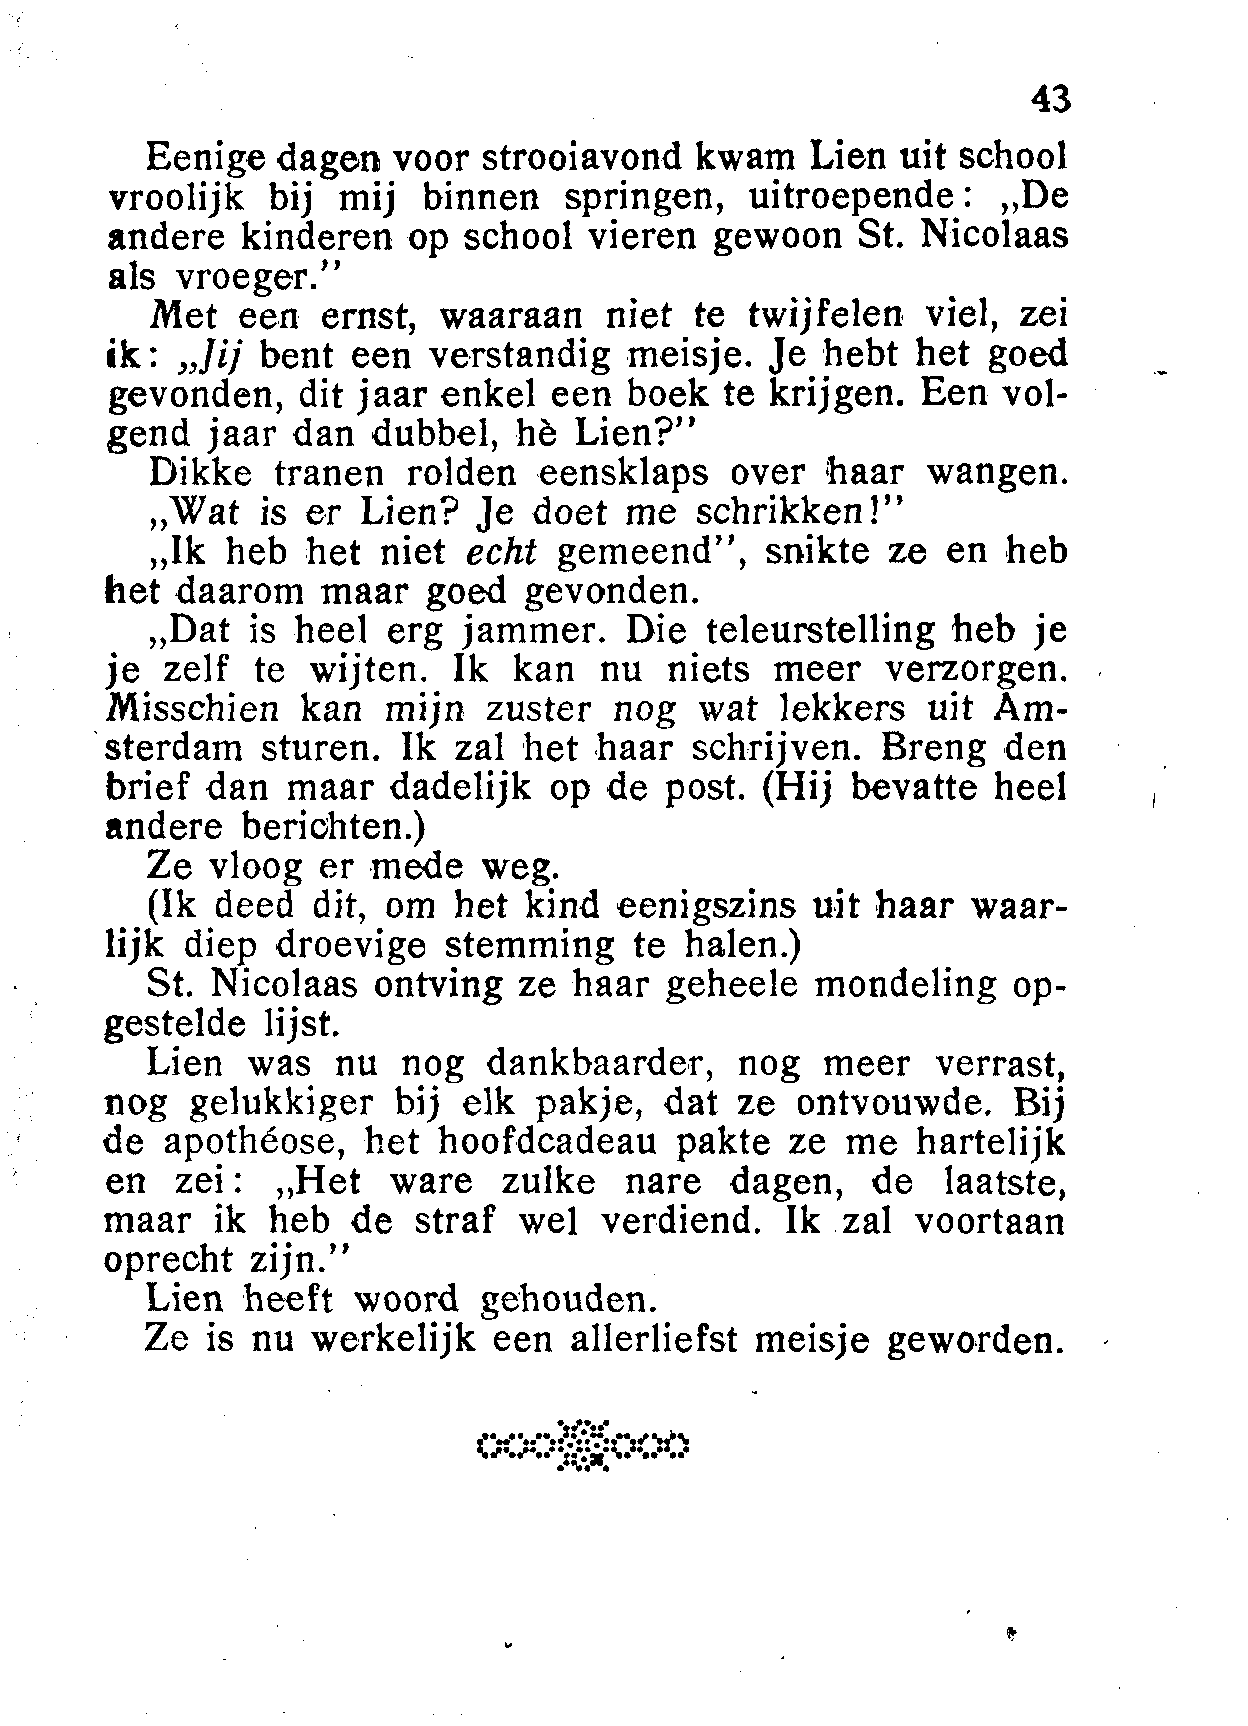 43
Eenige dagen voor strooiavond kwam Lien uit school
vroolijk bij mij binnen springen, uitroepende: „De
andere kinderen op school vieren gewoon St. Nicolaas
als vroeger.”
Met een ernst, waaraan niet te twijfelen viel, zei
ik: „Jij bent een verstandig meisje. Je hebt het goed
gevonden, dit jaar enkel een boek te krijgen. Een vol-
gend jaar dan dubbel, hè Lien?”
Dikke tranen rolden eensklaps over haar wangen.
„Wat is er Lien? Je doet me schrikken!”
„Ik heb het niet echt gemeend”, snikte ze en heb
het daarom maar goed gevonden.
„Dat is heel erg jammer. Die teleurstelling heb je
je zelf te wijten. Ik kan nu niets meer verzorgen.
Misschien kan mijn zuster nog wat lekkers uit Am-
sterdam sturen. Ik zal het haar schrijven. Breng den
brief dan maar dadelijk op de post. (Hij bevatte heel
andere berichten.)
Ze vloog er mede weg.
(Ik deed dit, om het kind eenigszins uit haar waar-
lijk diep droevige stemming te halen.)
St. Nicolaas ontving ze haar geheele mondeling op-
gestelde lijst.
Lien was nu nog dankbaarder, nog meer verrast,
nog gelukkiger bij elk pakje, dat ze ontvouwde. Bij
de apothéose, het hoofdcadeau pakte ze me hartelijk
en zei: „Het ware zulke nare dagen, de laatste,
maar ik heb de straf wel verdiend. Ik zal voortaan
oprecht zijn.”
Lien heeft woord gehouden.
Ze is nu werkelijk een allerliefst meisje geworden.